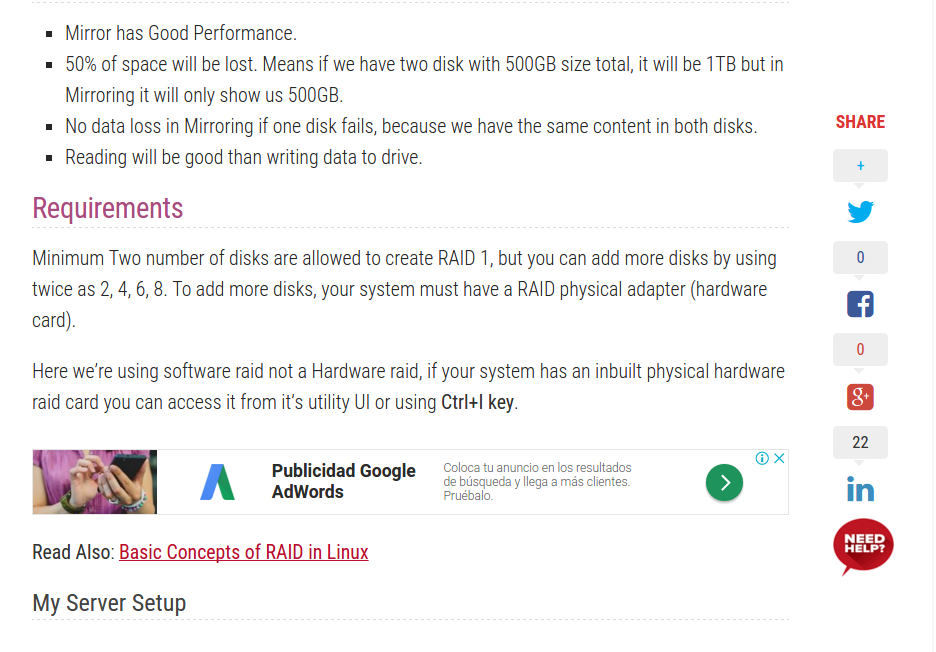 Mirror has Good Performance.
50% of space will be lost. Means if we have two disk with 500GB size total, it will be 1TB but in
Mirroring it will only show us 500GB.
No data loss in Mirroring if one disk fails, because we have the same content in both disks.
Reading will be good than writing data to drive.
Requirements
Minimum Two number of disks are allowed to create RAID 1, but you can add more disks by using
twice as 2, 4, 6, 8. To add more disks, your system must have a RAID physical adapter (hardware
card).
Here we’re using software raid not a Hardware raid, if your system has an inbuilt physical hardware
raid card you can access it from it’s utility UI or using Ctrl+I key.
Publicidad Google
AdWords
Coloca tu anuncio en los resultados
de búsqueda y llega a más clientes.
Pruébalo.
Read Also: Basic Concepts of RAID in Linux
My Server Setup
SHARE
+
0
f
0
g+
22
in
NEED
HELP?